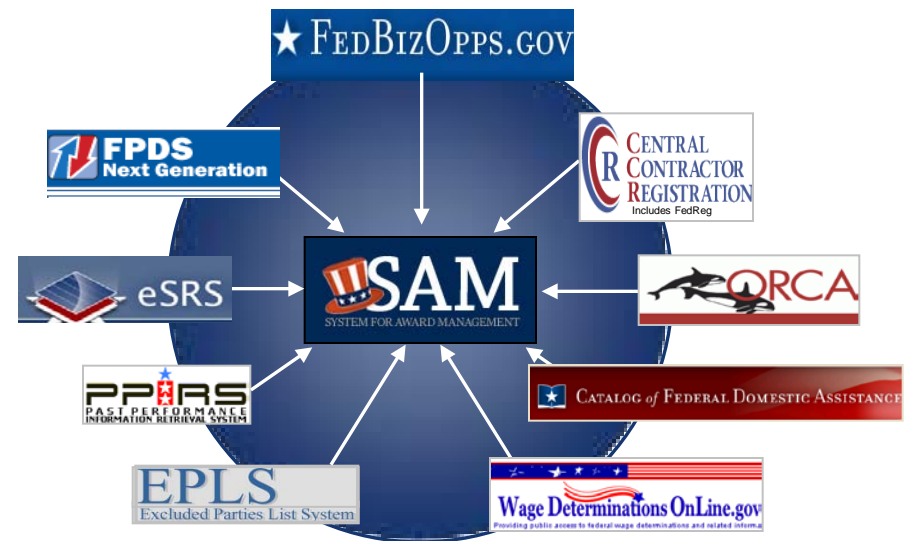 FEDBIZOPPS.GOV
FPDS
Next Generation
CR
CENTRAL
CONTRACTOR
REGISTRATION
Includes FedReg
eSRS
SAM
SYSTEM FOR AWARD MANAGEMENT
ORCA
PPIRS
PAST PERFORMANCE
INFORMATION RETRIEVAL SYSTEM
CATALOG of FEDERAL DOMESTIC ASSISTANCE
EPLS
Excluded Parties List System
Wage Determinations OnLine.gov
Providing public access to federal wage determinations and related informa